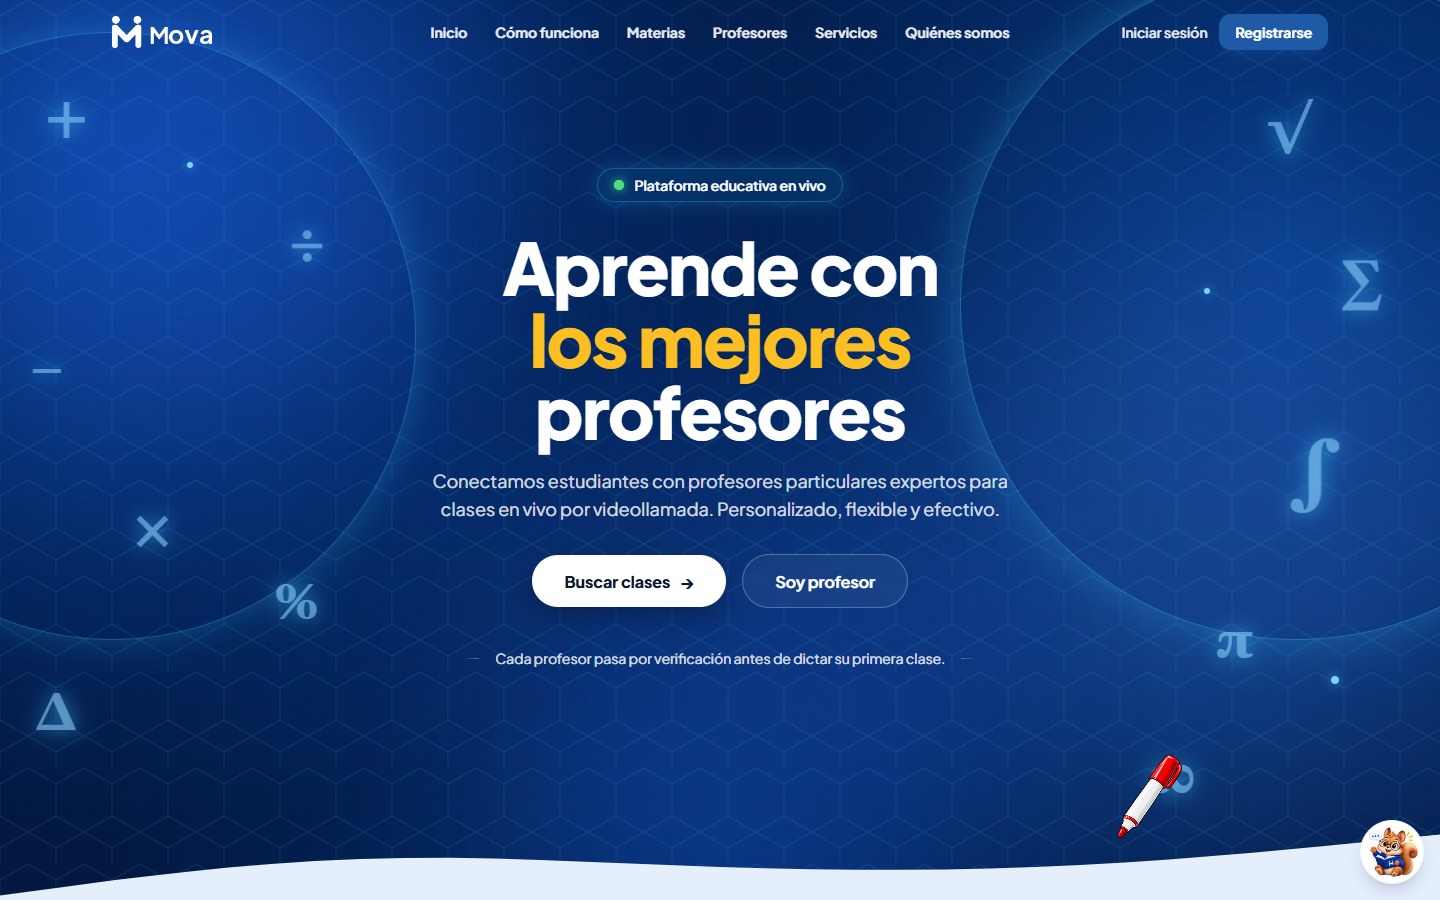 Mova
Inicio
Cómo funciona
Materias
Profesores
Servicios
Quiénes somos
Iniciar sesión
Registrarse
+
√
÷
Σ
−
∫
×
%
π
Δ
Plataforma educativa en vivo
Aprende con
los mejores
profesores
Conectamos estudiantes con profesores particulares expertos para
clases en vivo por videollamada. Personalizado, flexible y efectivo.
Buscar clases →
Soy profesor
Cada profesor pasa por verificación antes de dictar su primera clase.